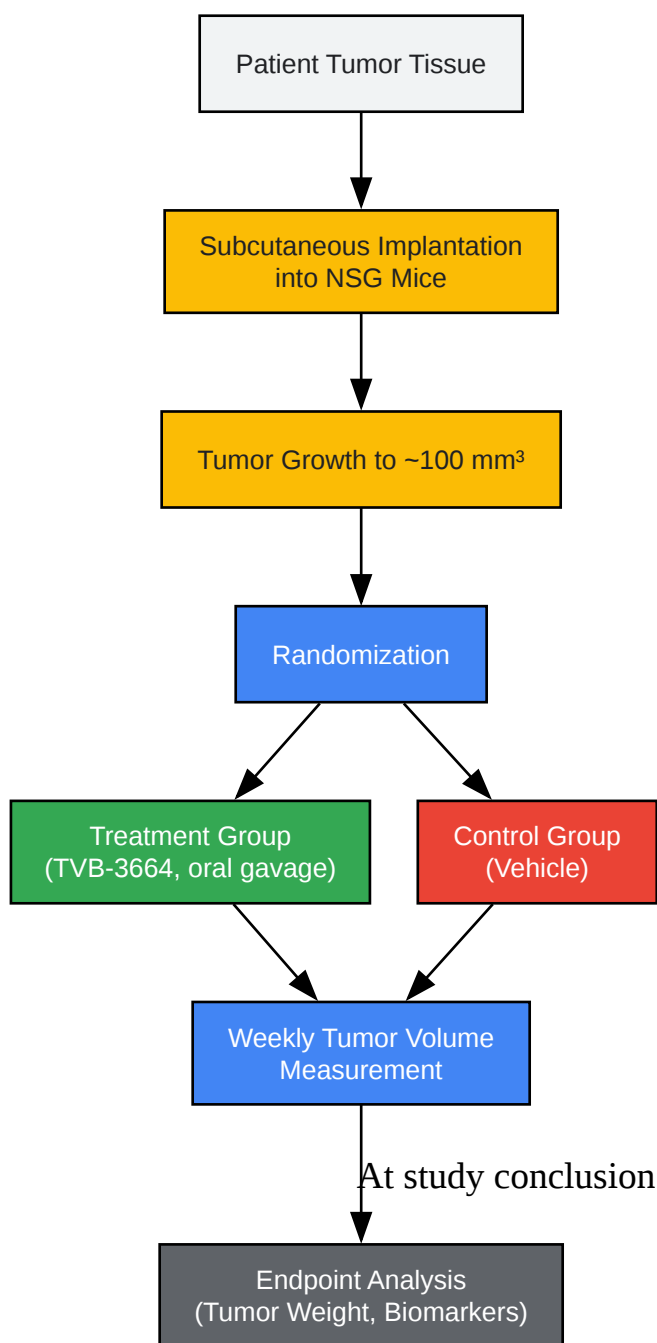 Patient Tumor Tissue
Subcutaneous Implantation
into NSG Mice
Tumor Growth to ~100 mm³
Randomization
Treatment Group
(TVB-3664, oral gavage)
Control Group
(Vehicle)
Weekly Tumor Volume
Measurement
At study conclusion
Endpoint Analysis
(Tumor Weight, Biomarkers)